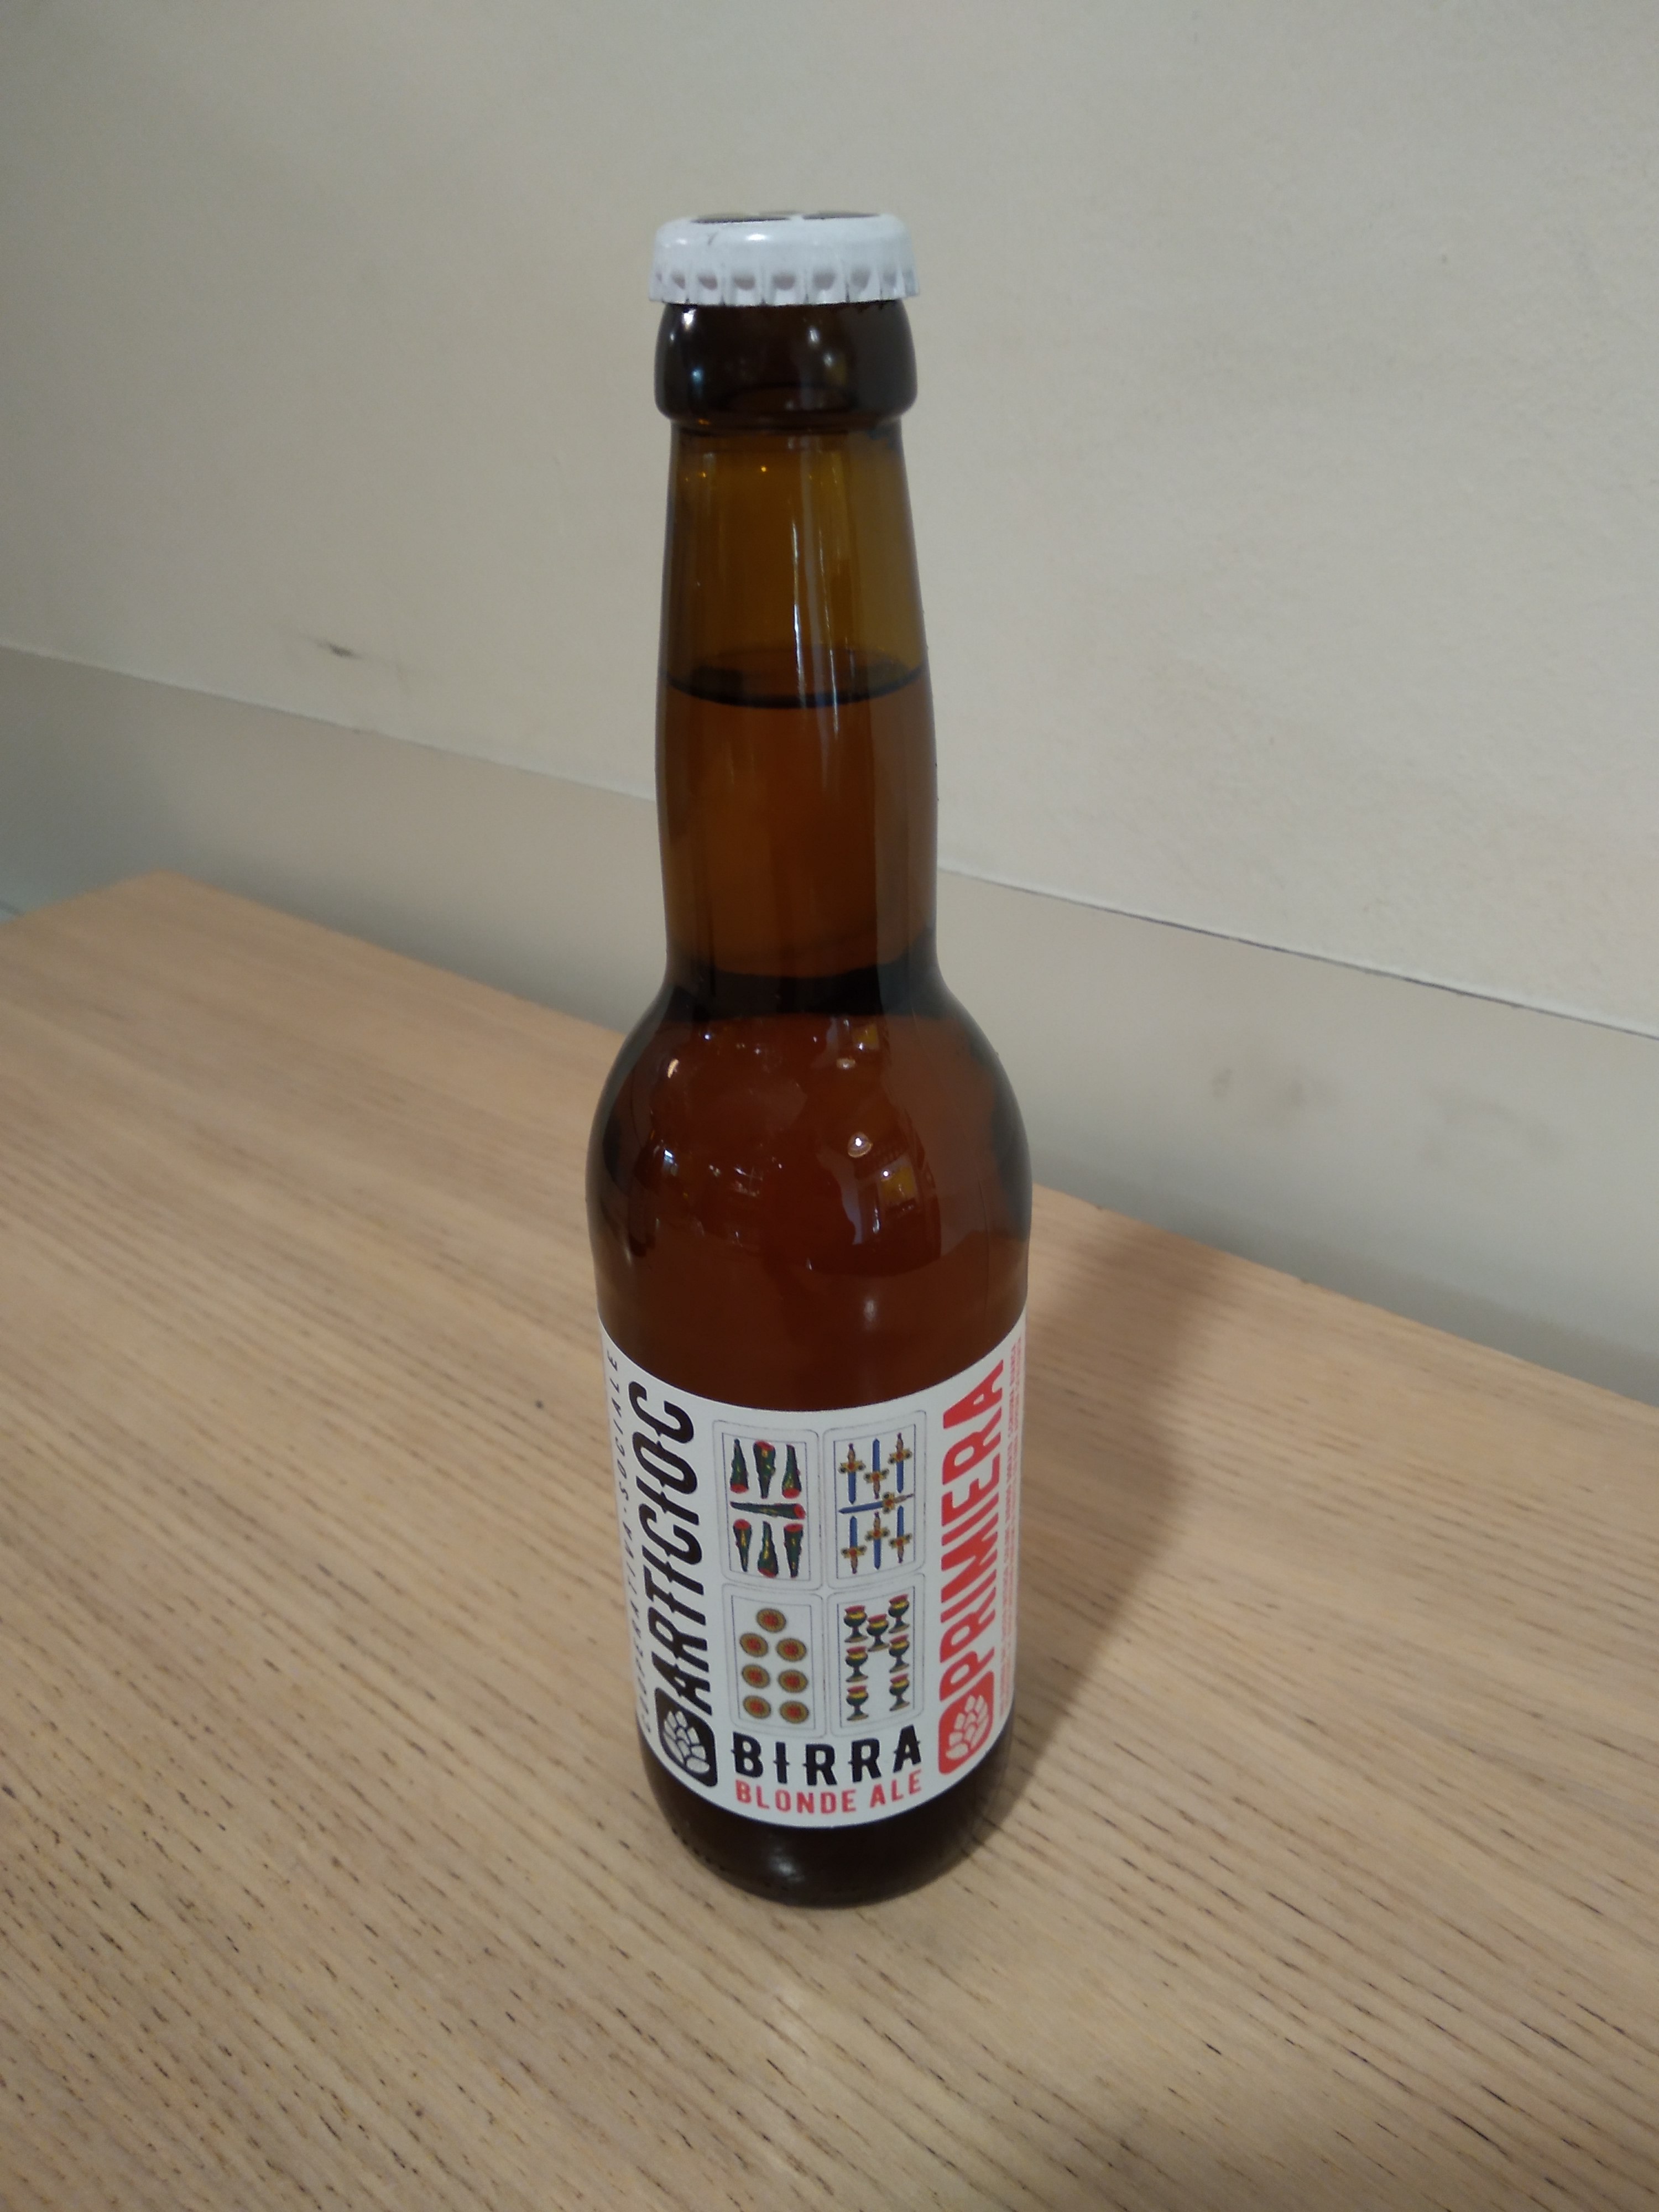 COOPERATIVA·SOCIALE
ARTICIOC
BIRRA
BLONDE ALE
PRIMIERA